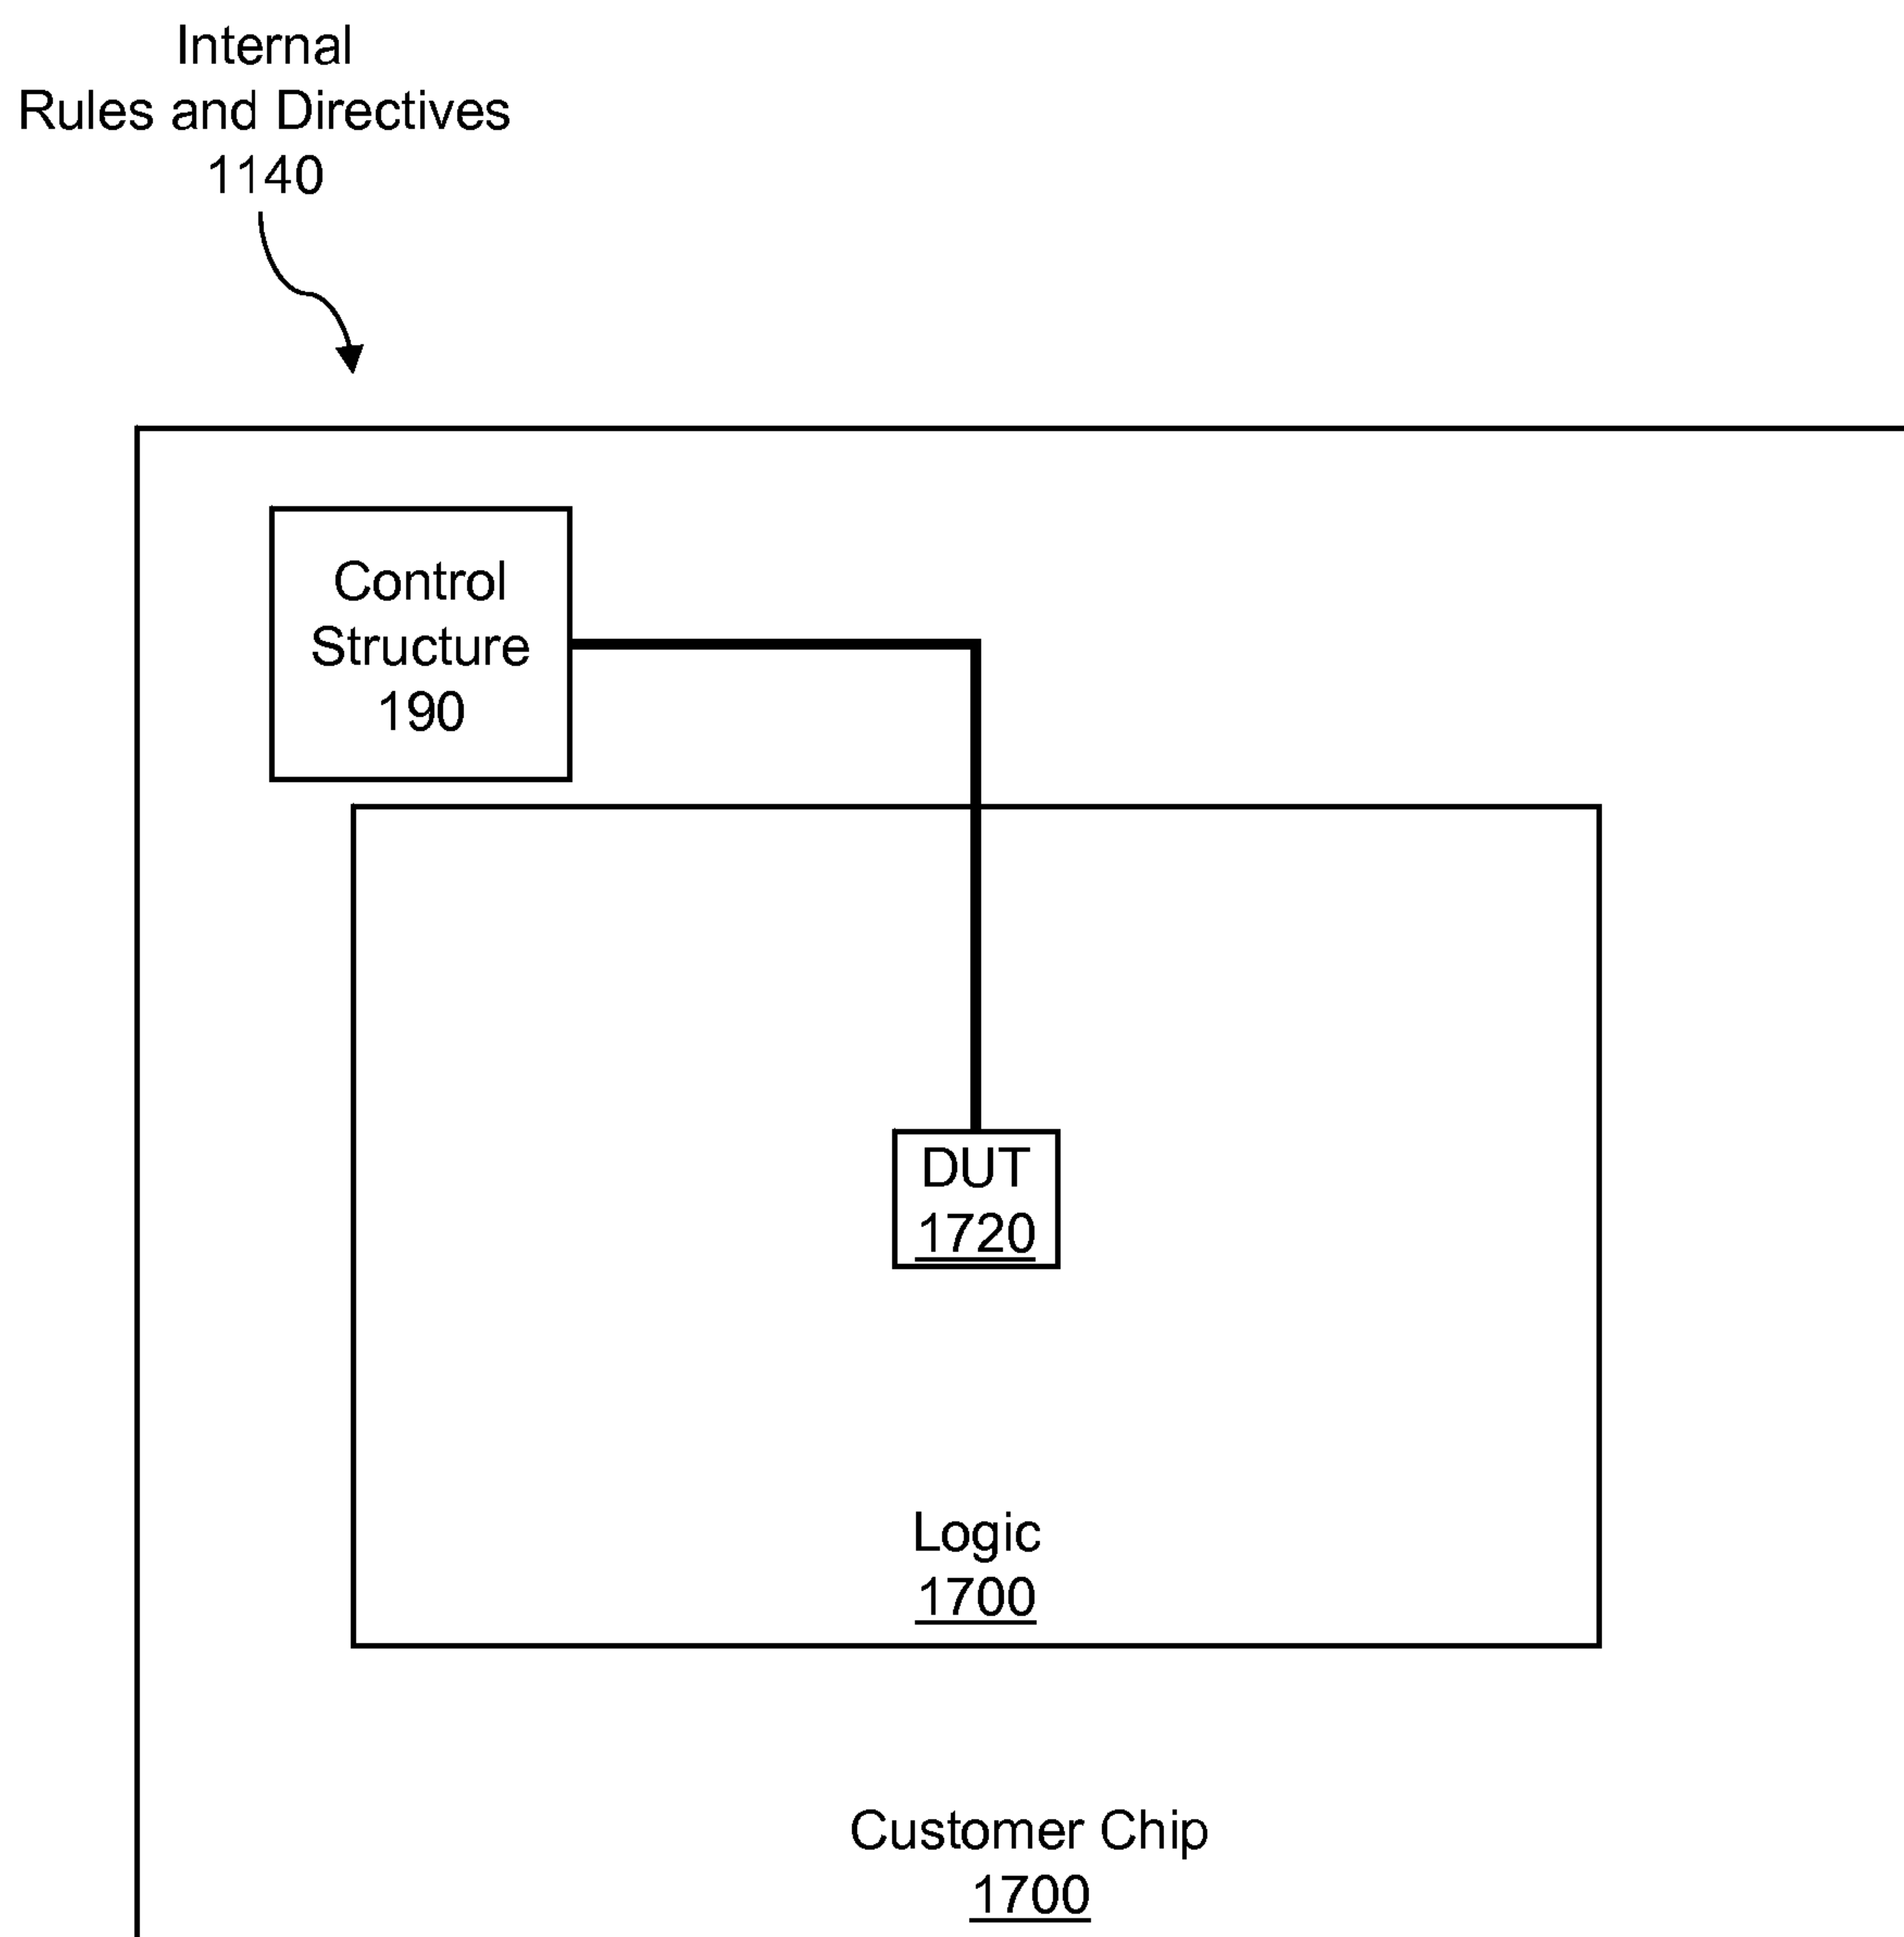 Internal
Rules and Directives
1140
Control
Structure
190
DUT
1720
Logic
1700
Customer Chip
1700